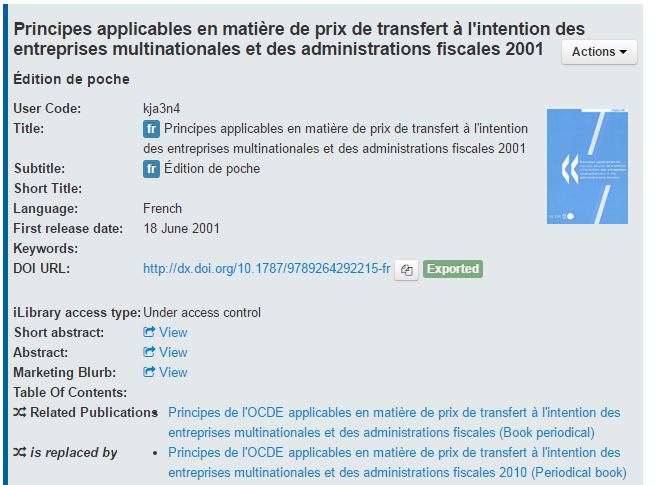 Principes applicables en matière de prix de transfert à l'intention des
entreprises multinationales et des administrations fiscales 2001
Actions
Édition de poche
User Code: kja3n4
Title: fr Principes applicables en matière de prix de transfert à l'intention
des entreprises multinationales et des administrations fiscales 2001
Subtitle: fr Édition de poche
Short Title:
Language: French
First release date: 18 June 2001
Keywords:
DOI URL: http://dx.doi.org/10.1787/9789264292215-fr Exported
iLibrary access type: Under access control
Short abstract: View
Abstract: View
Marketing Blurb: View
Table Of Contents:
Related Publications • Principes de l'OCDE applicables en matière de prix de transfert à l'intention des
entreprises multinationales et des administrations fiscales (Book periodical)
is replaced by • Principes de l'OCDE applicables en matière de prix de transfert à l'intention des
entreprises multinationales et des administrations fiscales 2010 (Periodical book)